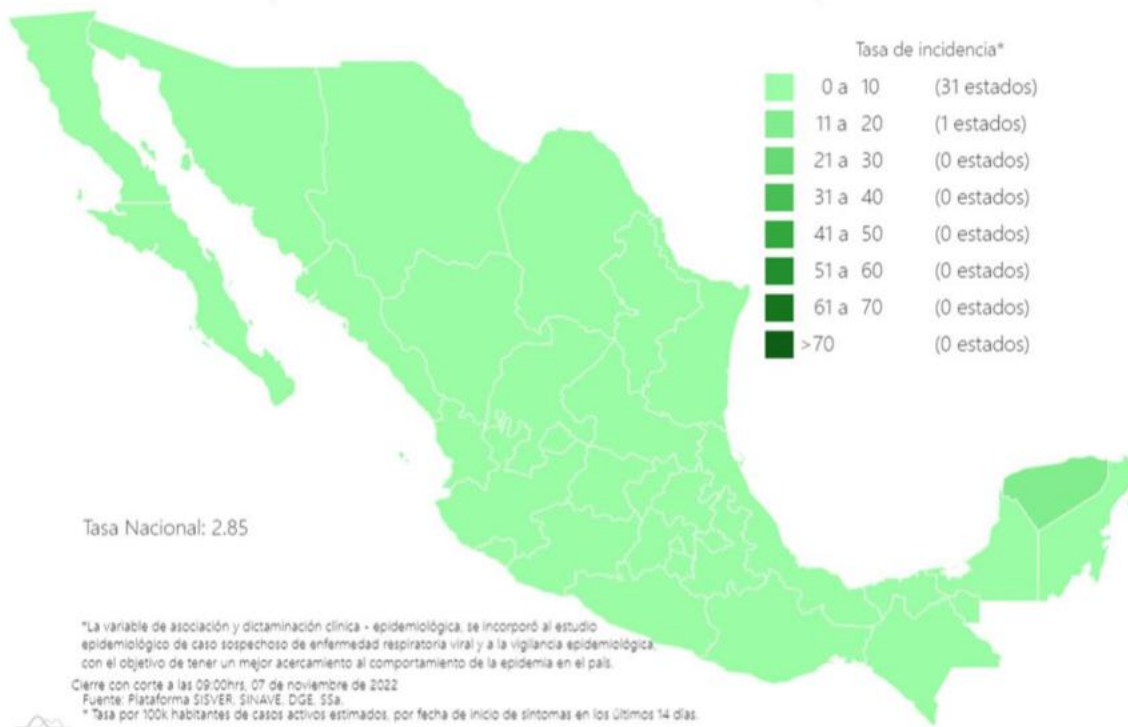 Tasa de incidencia*
0 a 10 (31 estados)
11 a 20 (1 estados)
21 a 30 (0 estados)
31 a 40 (0 estados)
41 a 50 (0 estados)
51 a 60 (0 estados)
61 a 70 (0 estados)
>70 (0 estados)
Tasa Nacional: 2.85
*La variable de asociación y dictaminación clínica - epidemiológica, se incorporó al estudio
epidemiológico de caso sospechoso de enfermedad respiratoria viral y a la vigilancia epidemiológica,
con el objetivo de tener un mejor acercamiento al comportamiento de la epidemia en el país.
Cierre con corte a las 09:00hrs, 07 de noviembre de 2022
Fuente: Plataforma SISVER, SINAVE, DGE, SSa.
* Tasa por 100k habitantes de casos activos estimados, por fecha de inicio de síntomas en los últimos 14 días.